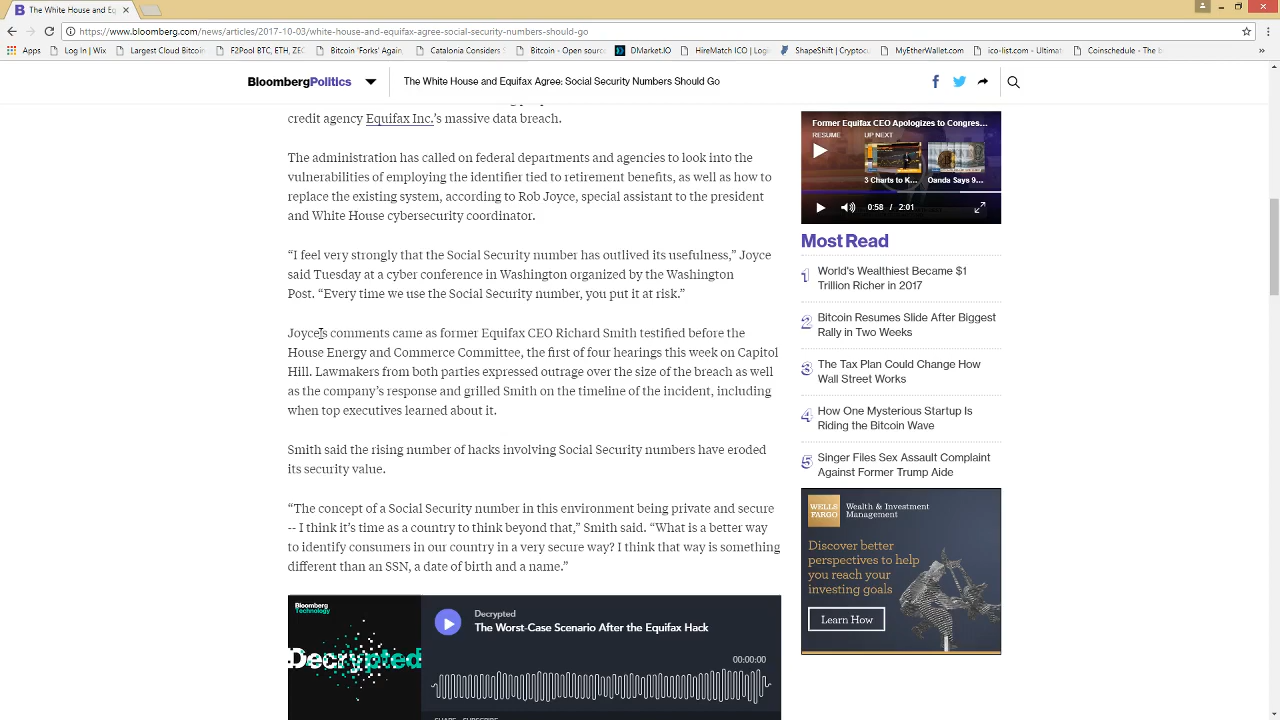 The White House and Eq
https://www.bloomberg.com/news/articles/2017-10-03/white-house-and-equifax-agree-social-security-numbers-should-go
Apps Log In | Wix Largest Cloud Bitcoin F2Pool BTC, ETC, ZEC Bitcoin 'Forks' Again Catalonia Considers Bitcoin - Open sour DMarket.IO HireMatch ICO | Log ShapeShift | Crypto MyEtherWallet.com ico-list.com - Ultimat Coinschedule - The b
BloombergPolitics The White House and Equifax Agree: Social Security Numbers Should Go
credit agency Equifax Inc.’s massive data breach.
The administration has called on federal departments and agencies to look into the
vulnerabilities of employing the identifier tied to retirement benefits, as well as how to
replace the existing system, according to Rob Joyce, special assistant to the president
and White House cybersecurity coordinator.
“I feel very strongly that the Social Security number has outlived its usefulness,” Joyce
said Tuesday at a cyber conference in Washington organized by the Washington
Post. “Every time we use the Social Security number, you put it at risk.”
Joyce’s comments came as former Equifax CEO Richard Smith testified before the
House Energy and Commerce Committee, the first of four hearings this week on Capitol
Hill. Lawmakers from both parties expressed outrage over the size of the breach as well
as the company’s response and grilled Smith on the timeline of the incident, including
when top executives learned about it.
Smith said the rising number of hacks involving Social Security numbers have eroded
its security value.
“The concept of a Social Security number in this environment being private and secure
-- I think it’s time as a country to think beyond that,” Smith said. “What is a better way
to identify consumers in our country in a very secure way? I think that way is something
different than an SSN, a date of birth and a name.”
Bloomberg
Technology
Decrypted
Decrypted
The Worst-Case Scenario After the Equifax Hack
00:00:00
SHARE SUBSCRIBE
Former Equifax CEO Apologizes to Congres...
RESUME UP NEXT
3 Charts to K... Oanda Says 9...
0:58 / 2:01
Most Read
1 World's Wealthiest Became $1
Trillion Richer in 2017
2 Bitcoin Resumes Slide After Biggest
Rally in Two Weeks
3 The Tax Plan Could Change How
Wall Street Works
4 How One Mysterious Startup Is
Riding the Bitcoin Wave
5 Singer Files Sex Assault Complaint
Against Former Trump Aide
WELLS
FARGO
Wealth & Investment
Management
Discover better
perspectives to help
you reach your
investing goals
Learn How